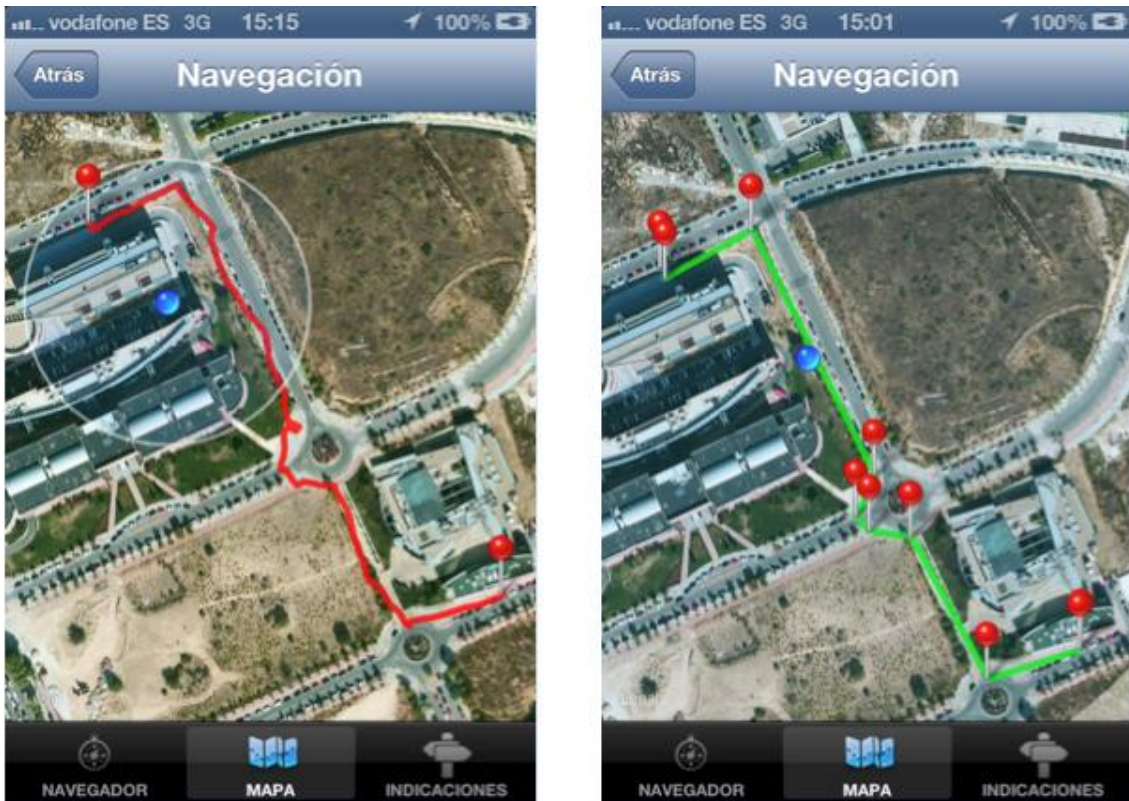 vodafone ES 3G 15:15 100%
Atrás Navegación
NAVEGADOR MAPA INDICACIONES
vodafone ES 3G 15:01 100%
Atrás Navegación
NAVEGADOR MAPA INDICACIONES